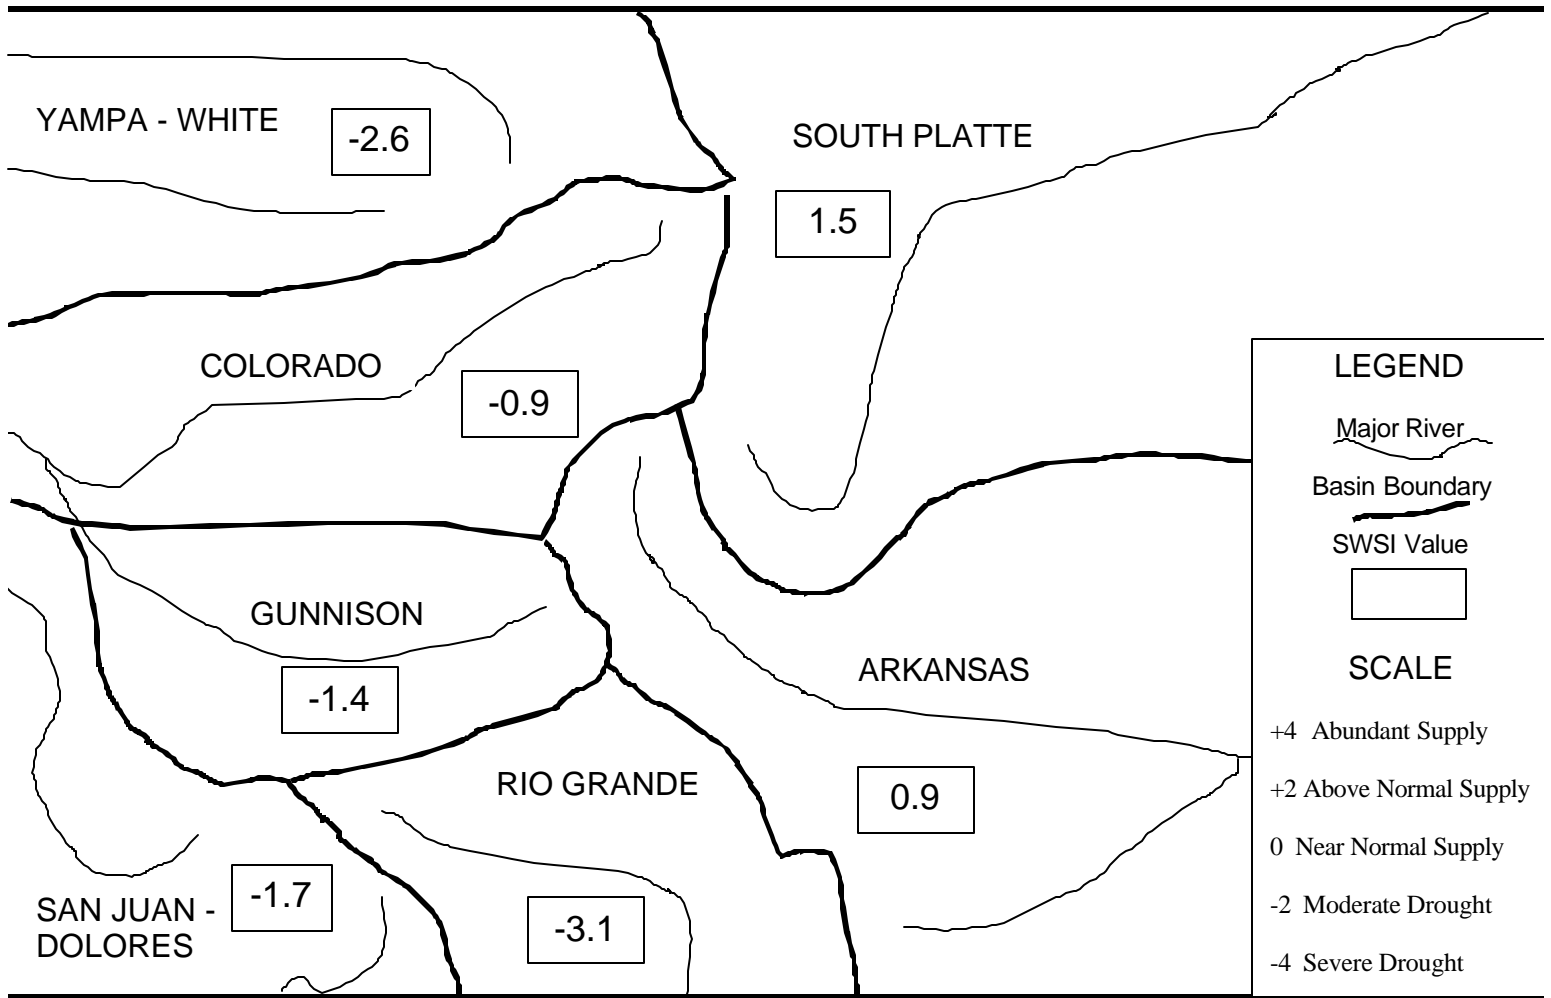 YAMPA - WHITE
-2.6
SOUTH PLATTE
1.5
COLORADO
-0.9
GUNNISON
-1.4
ARKANSAS
0.9
RIO GRANDE
-3.1
SAN JUAN -
DOLORES
-1.7
LEGEND
Major River
Basin Boundary
SWSI Value
SCALE
+4 Abundant Supply
+2 Above Normal Supply
0 Near Normal Supply
-2 Moderate Drought
-4 Severe Drought